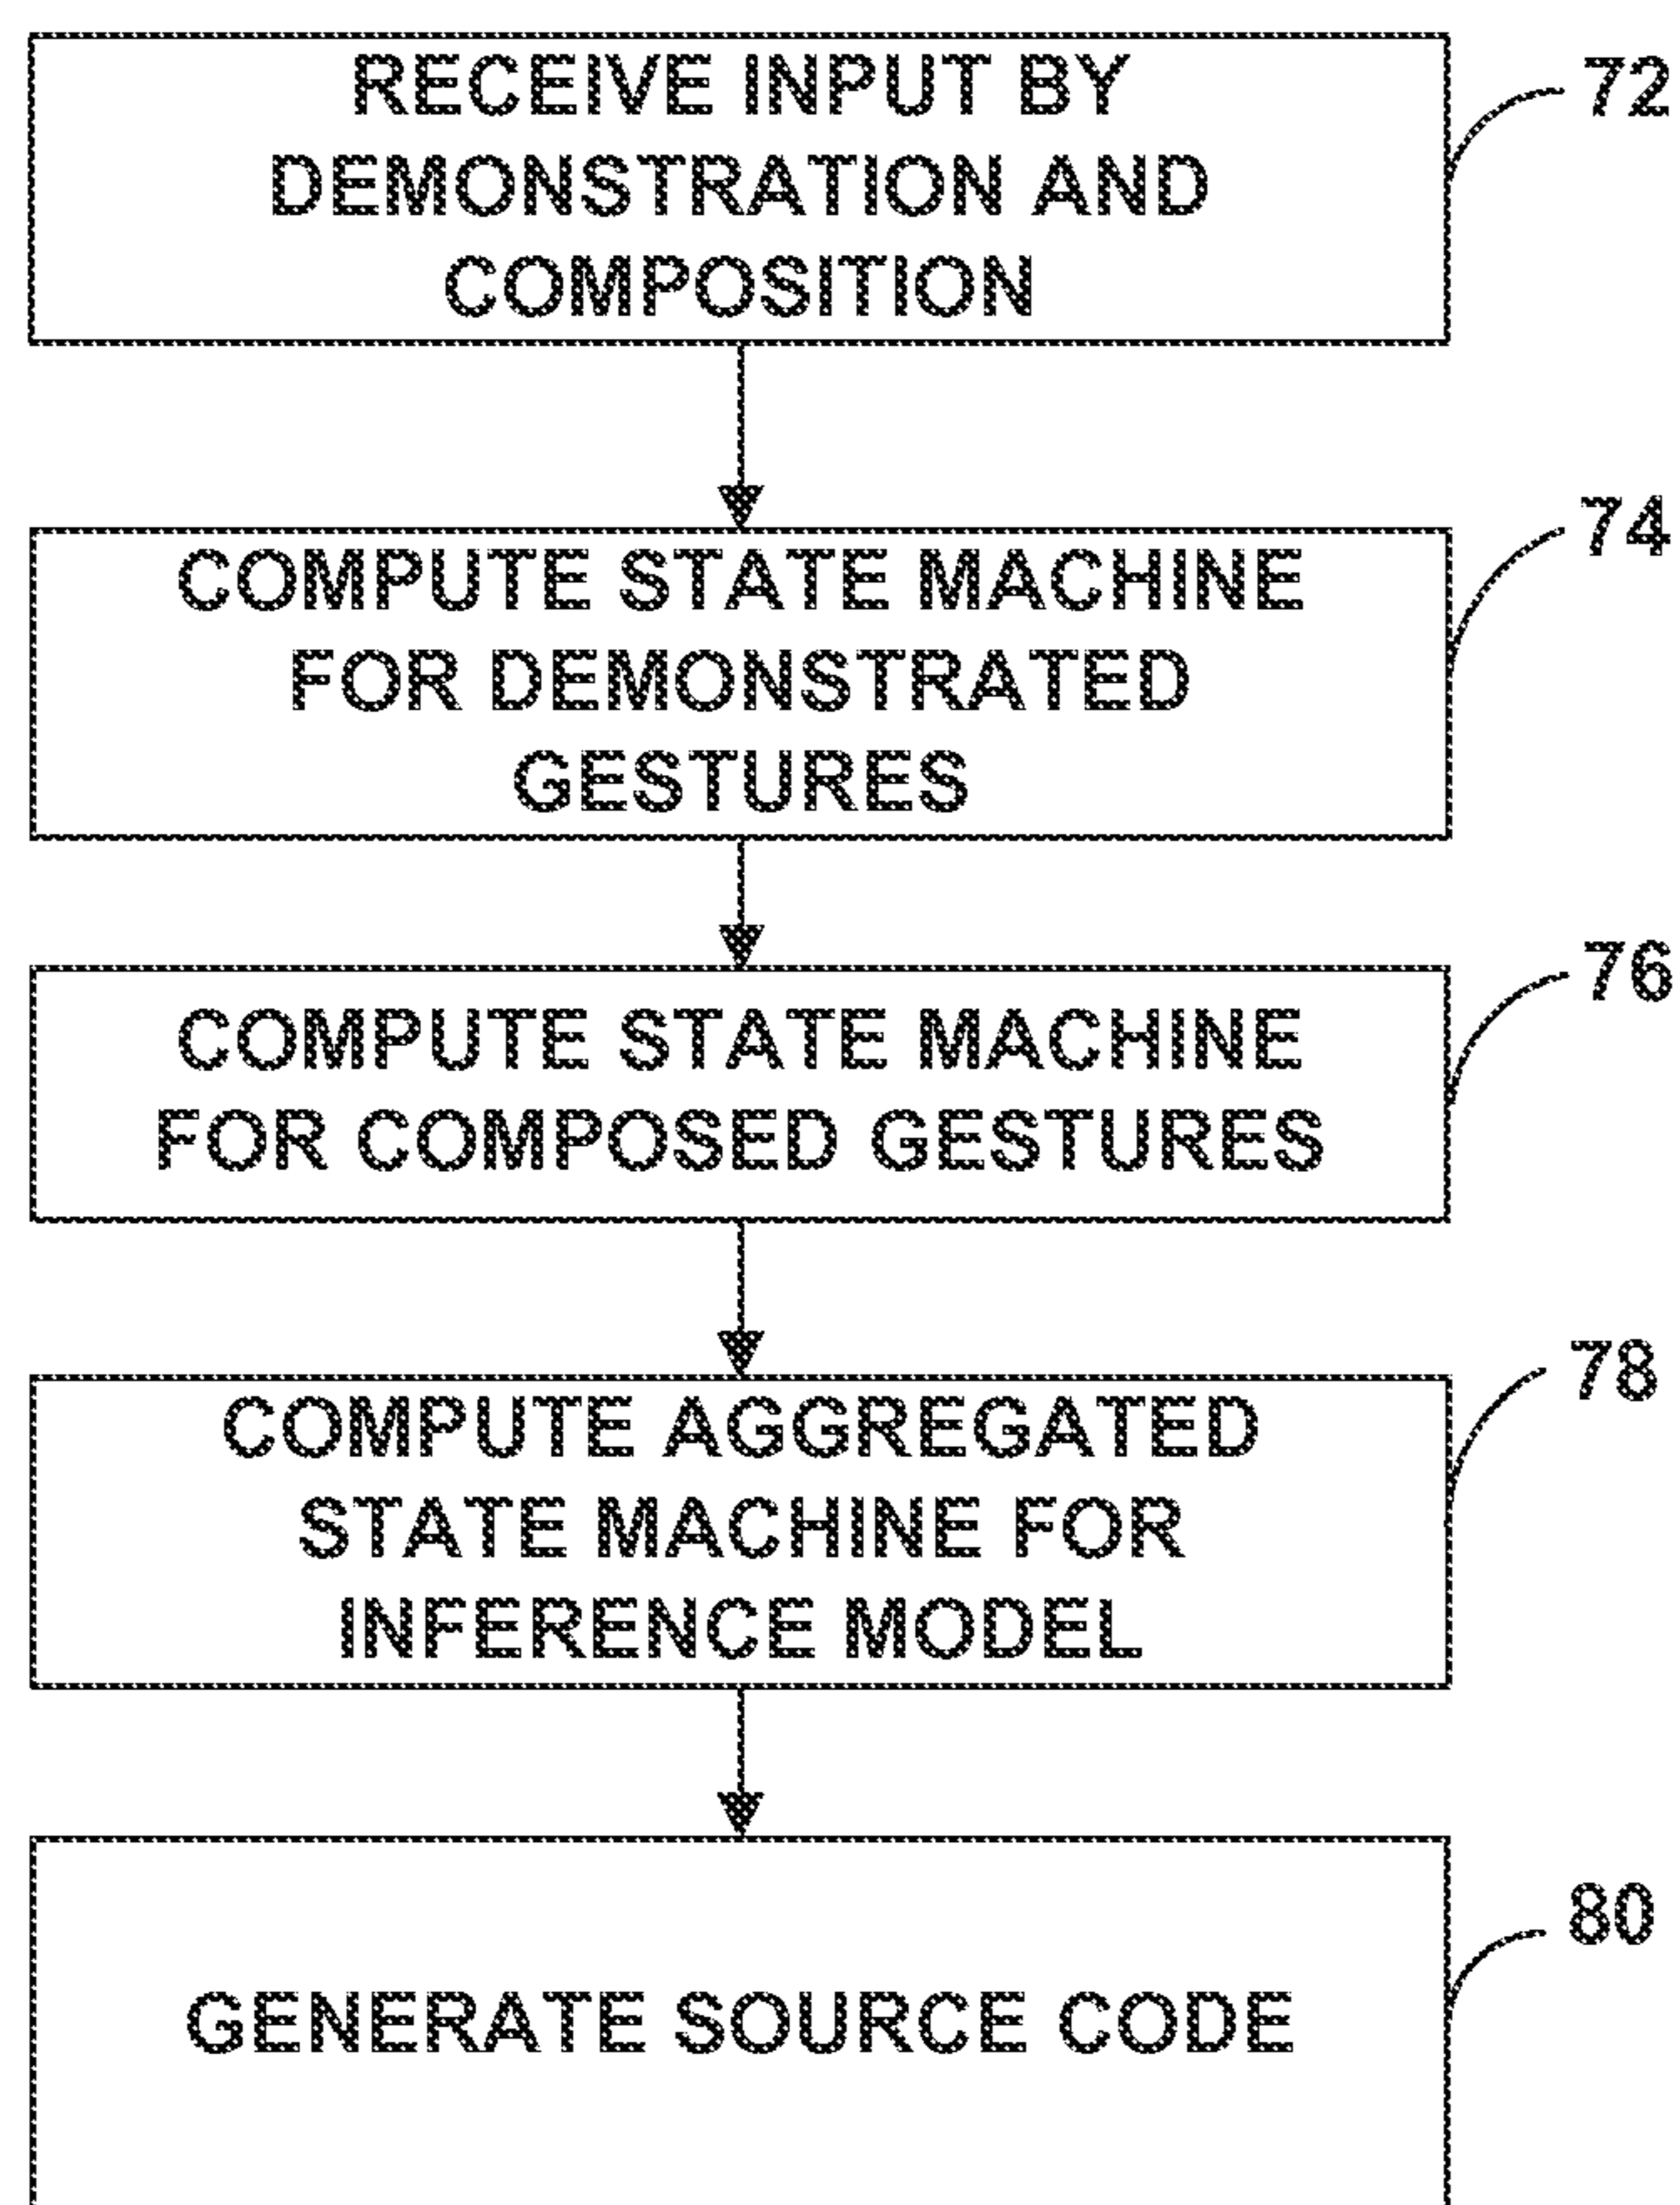 RECEIVE INPUT BY
DEMONSTRATION AND
COMPOSITION
72
COMPUTE STATE MACHINE
FOR DEMONSTRATED
GESTURES
74
COMPUTE STATE MACHINE
FOR COMPOSED GESTURES
76
COMPUTE AGGREGATED
STATE MACHINE FOR
INFERENCE MODEL
78
GENERATE SOURCE CODE
80